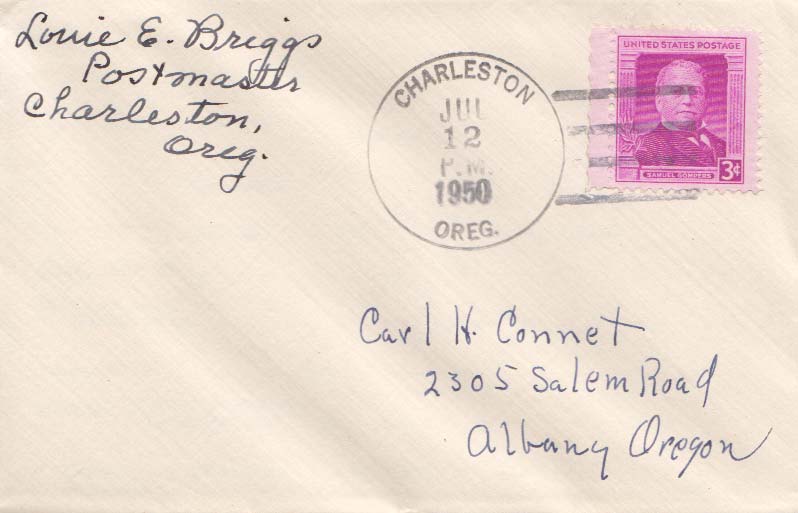 Louie E. Briggs
Postmaster
Charleston,
Oreg.
CHARLESTON
JUL
12
P.M.
1950
OREG.
UNITED STATES POSTAGE
SAMUEL GOMPERS
3¢
Carl H. Connet
2305 Salem Road
Albany Oregon